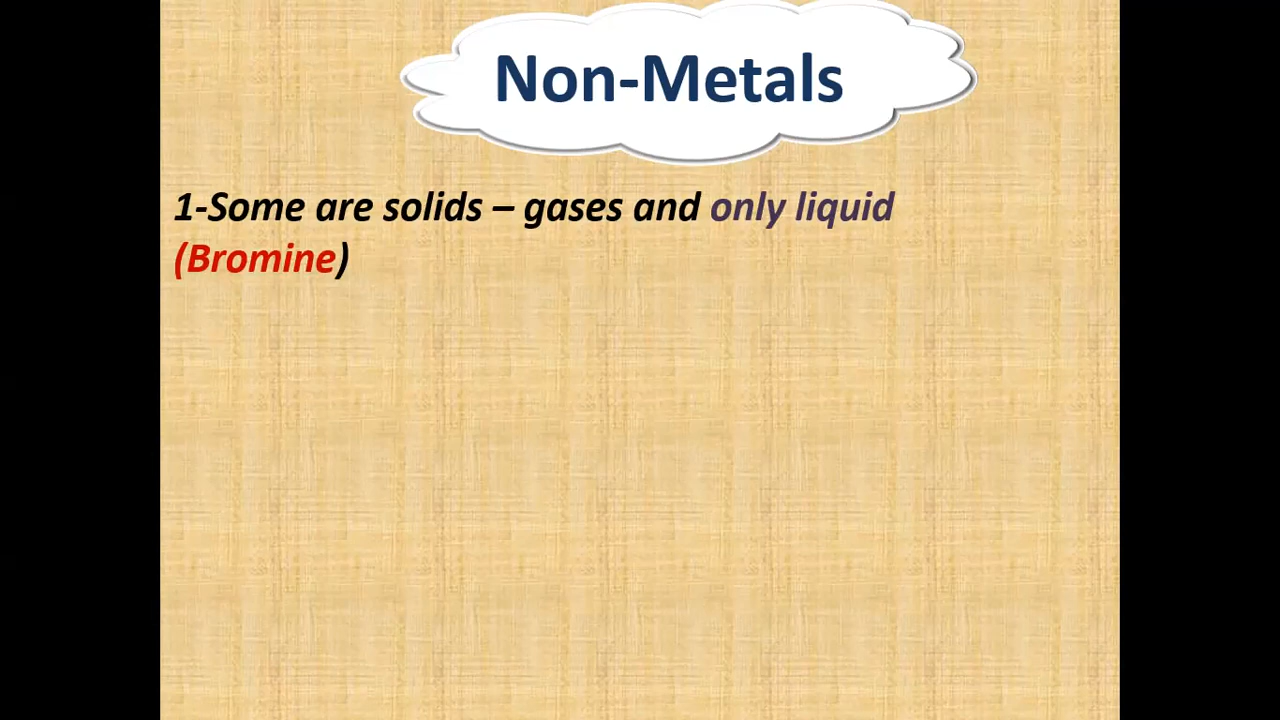 Non-Metals
1-Some are solids – gases and only liquid
(Bromine)